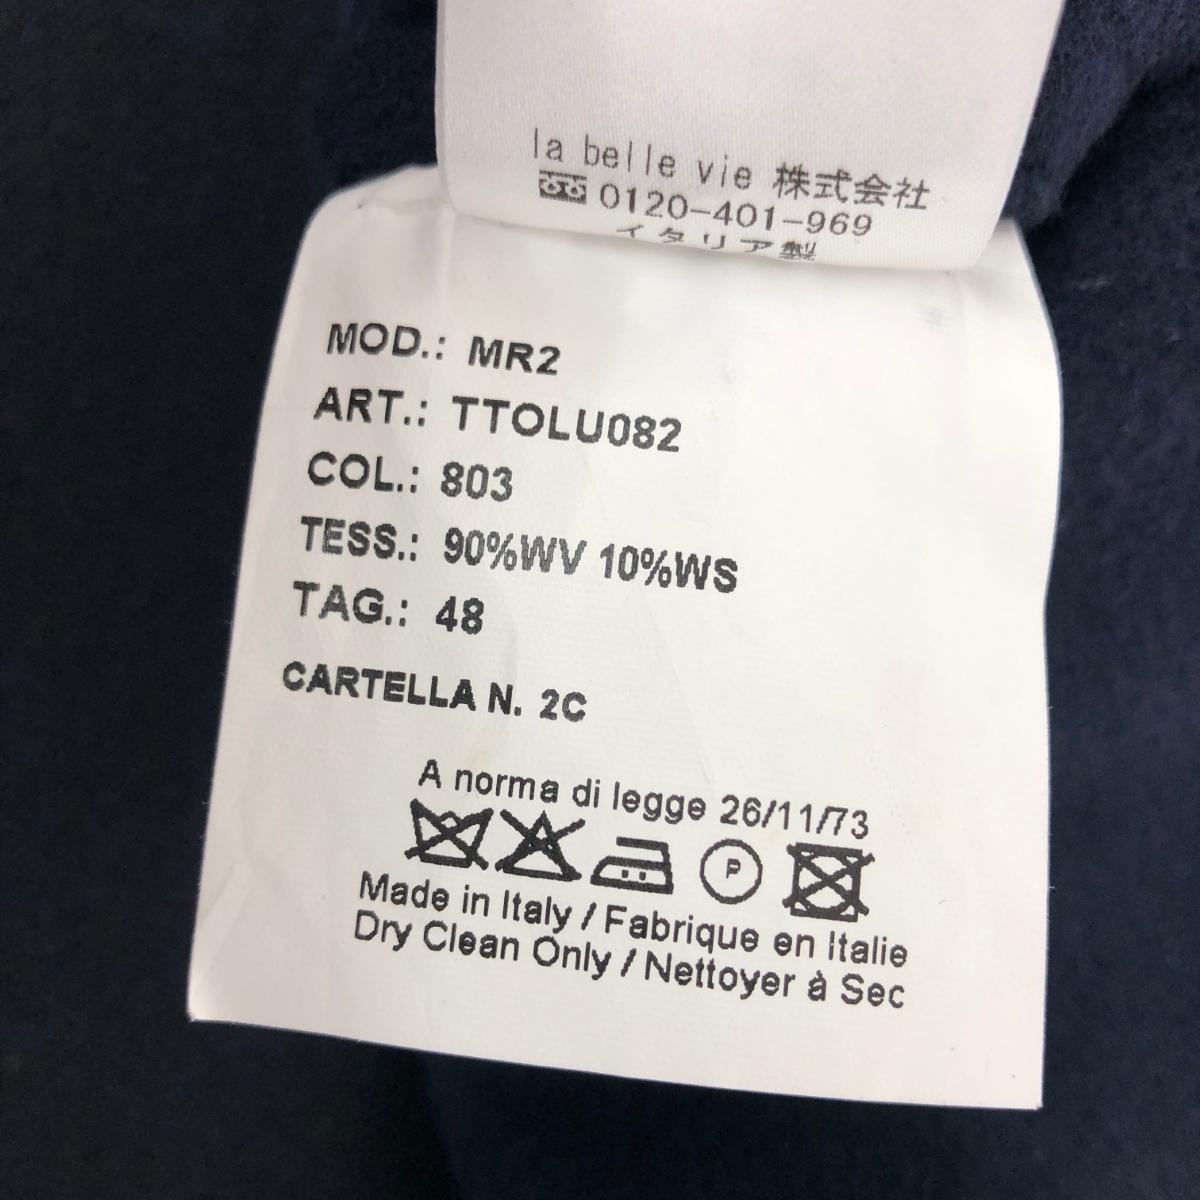 la belle vie 株式会社
0120-401-969
イタリア製
MOD.: MR2
ART.: TTOLU082
COL.: 803
TESS.: 90%WV 10%WS
TAG.: 48
CARTELLA N. 2C
A norma di legge 26/11/73
P
Made in Italy / Fabrique en Italie
Dry Clean Only / Nettoyer à Sec